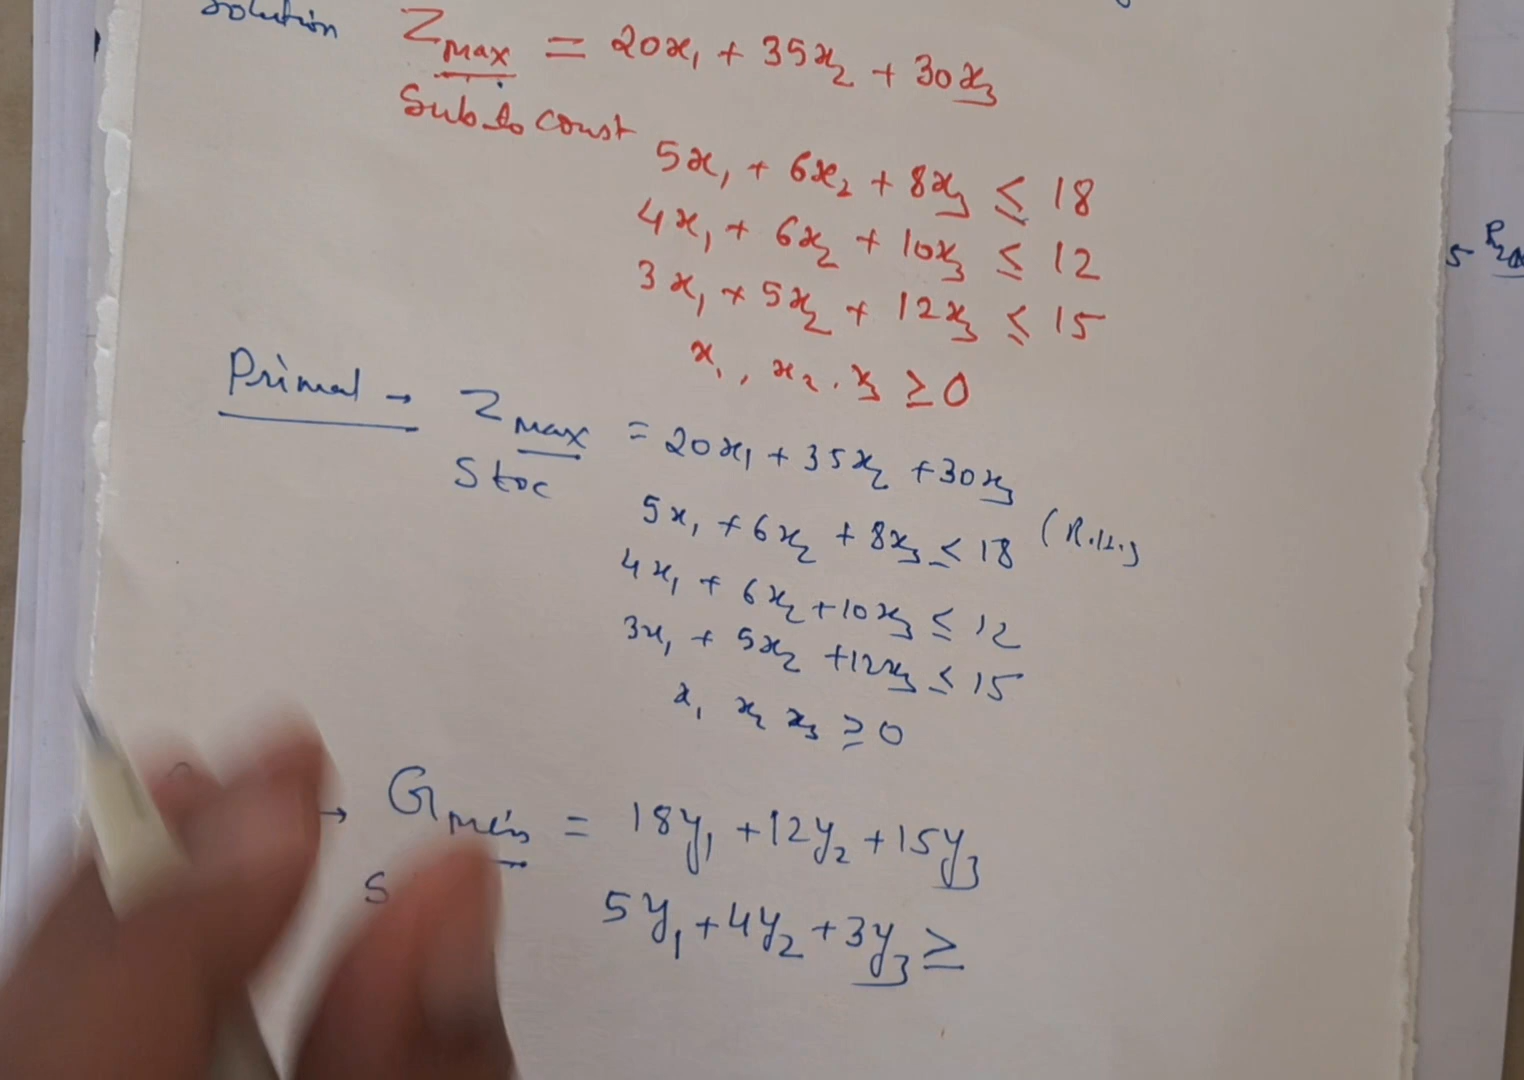 Solution Zmax = 20x₁ + 35x₂ + 30x₃
Sub to const
5x₁ + 6x₂ + 8x₃ ≤ 18
4x₁ + 6x₂ + 10x₃ ≤ 12
3x₁ + 5x₂ + 12x₃ ≤ 15
x₁, x₂, x₃ ≥ 0
Primal → Zmax = 20x₁ + 35x₂ + 30x₃
Stoc
5x₁ + 6x₂ + 8x₃ ≤ 18 (R.H.S
4x₁ + 6x₂ + 10x₃ ≤ 12
3x₁ + 5x₂ + 12x₃ ≤ 15
x₁ x₂ x₃ ≥ 0
→ Gmin = 18y₁ + 12y₂ + 15y₃
S
5y₁ + 4y₂ + 3y₃ ≥